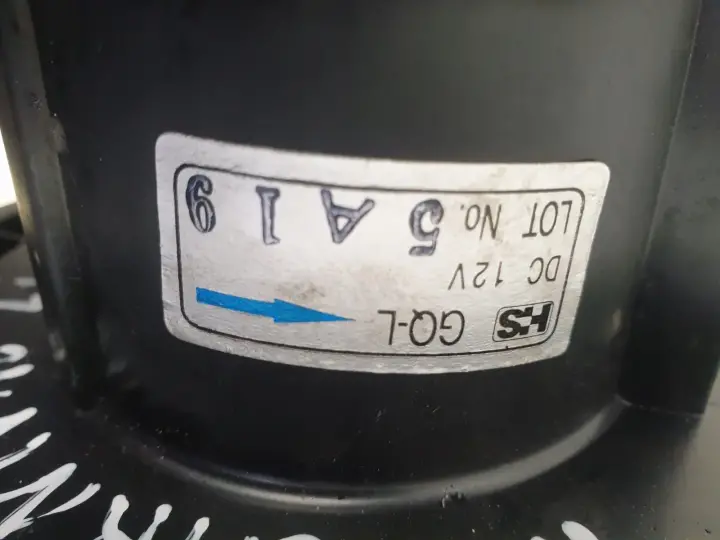 HS GQ-L
DC 12V
LOT No. 5 A 1 9